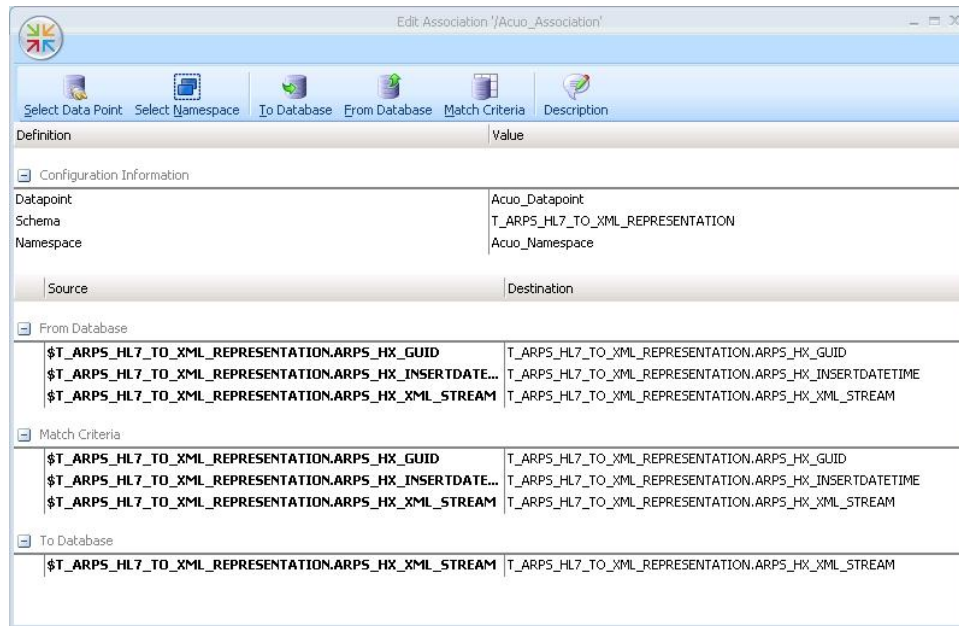 Edit Association '/Acuo_Association'
Select Data Point Select Namespace To Database From Database Match Criteria Description
Definition Value
Configuration Information
Datapoint Acuo_Datapoint
Schema T_ARPS_HL7_TO_XML_REPRESENTATION
Namespace Acuo_Namespace
Source Destination
From Database
$T_ARPS_HL7_TO_XML_REPRESENTATION.ARPS_HX_GUID T_ARPS_HL7_TO_XML_REPRESENTATION.ARPS_HX_GUID
$T_ARPS_HL7_TO_XML_REPRESENTATION.ARPS_HX_INSERTDATE... T_ARPS_HL7_TO_XML_REPRESENTATION.ARPS_HX_INSERTDATETIME
$T_ARPS_HL7_TO_XML_REPRESENTATION.ARPS_HX_XML_STREAM T_ARPS_HL7_TO_XML_REPRESENTATION.ARPS_HX_XML_STREAM
Match Criteria
$T_ARPS_HL7_TO_XML_REPRESENTATION.ARPS_HX_GUID T_ARPS_HL7_TO_XML_REPRESENTATION.ARPS_HX_GUID
$T_ARPS_HL7_TO_XML_REPRESENTATION.ARPS_HX_INSERTDATE... T_ARPS_HL7_TO_XML_REPRESENTATION.ARPS_HX_INSERTDATETIME
$T_ARPS_HL7_TO_XML_REPRESENTATION.ARPS_HX_XML_STREAM T_ARPS_HL7_TO_XML_REPRESENTATION.ARPS_HX_XML_STREAM
To Database
$T_ARPS_HL7_TO_XML_REPRESENTATION.ARPS_HX_XML_STREAM T_ARPS_HL7_TO_XML_REPRESENTATION.ARPS_HX_XML_STREAM